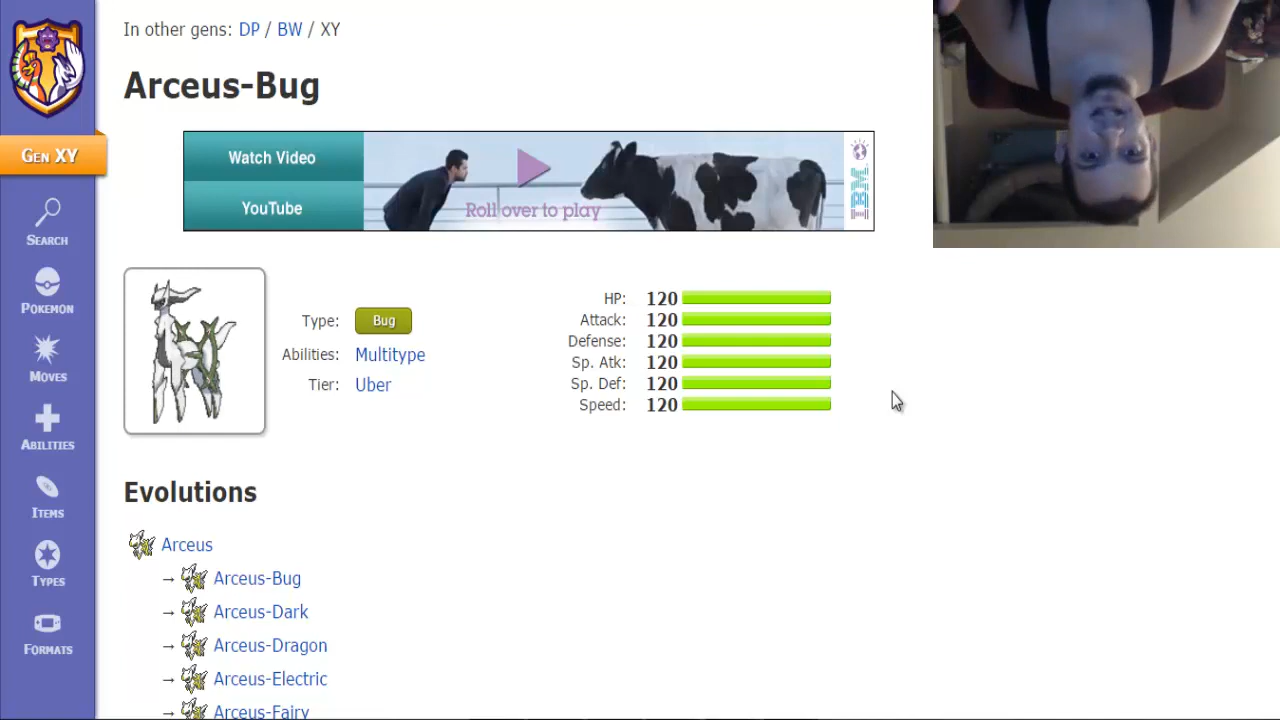 In other gens: DP / BW / XY
Arceus-Bug
GEN XY
SEARCH
POKEMON
MOVES
ABILITIES
ITEMS
TYPES
FORMATS
Watch Video
YouTube
Roll over to play
IBM
Type: Bug
Abilities: Multitype
Tier: Uber
HP: 120
Attack: 120
Defense: 120
Sp. Atk: 120
Sp. Def: 120
Speed: 120
Evolutions
Arceus
→ Arceus-Bug
→ Arceus-Dark
→ Arceus-Dragon
→ Arceus-Electric
→ Arceus-Fairy